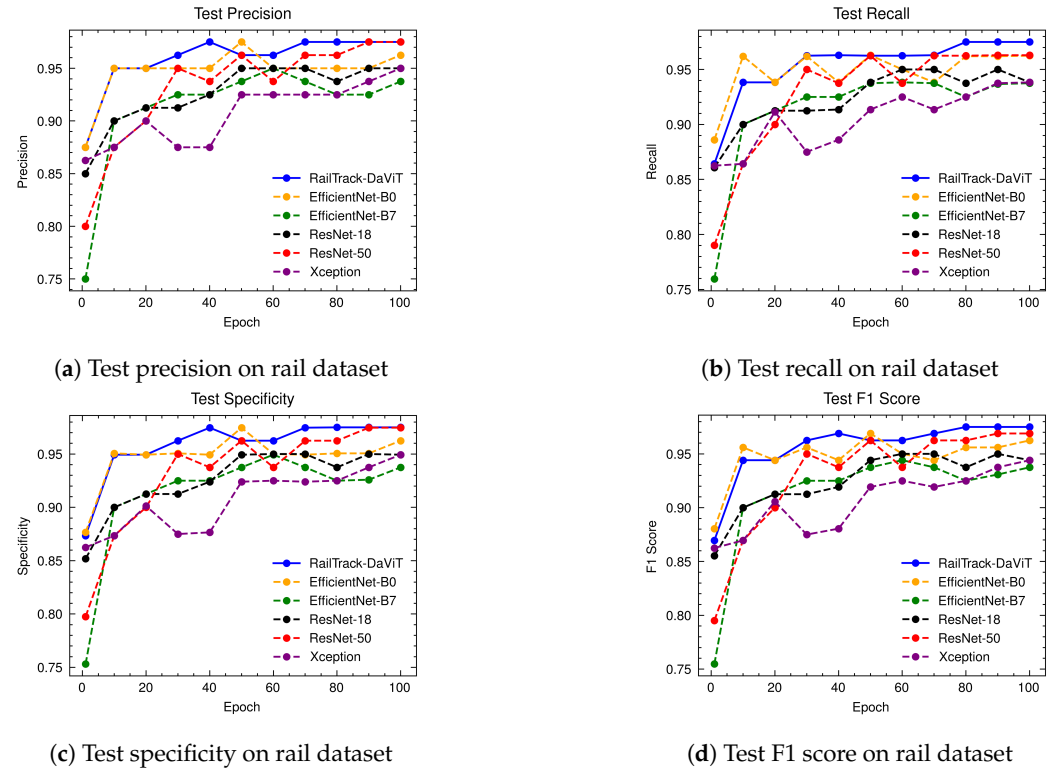 Test Precision
Precision
0.95
0.90
0.85
0.80
0.75
RailTrack-DaViT
EfficientNet-B0
EfficientNet-B7
ResNet-18
ResNet-50
Xception
0 20 40 60 80 100
Epoch
(a) Test precision on rail dataset
Test Recall
Recall
0.95
0.90
0.85
0.80
0.75
RailTrack-DaViT
EfficientNet-B0
EfficientNet-B7
ResNet-18
ResNet-50
Xception
0 20 40 60 80 100
Epoch
(b) Test recall on rail dataset
Test Specificity
Specificity
0.95
0.90
0.85
0.80
0.75
RailTrack-DaViT
EfficientNet-B0
EfficientNet-B7
ResNet-18
ResNet-50
Xception
0 20 40 60 80 100
Epoch
(c) Test specificity on rail dataset
Test F1 Score
F1 Score
0.95
0.90
0.85
0.80
0.75
RailTrack-DaViT
EfficientNet-B0
EfficientNet-B7
ResNet-18
ResNet-50
Xception
0 20 40 60 80 100
Epoch
(d) Test F1 score on rail dataset